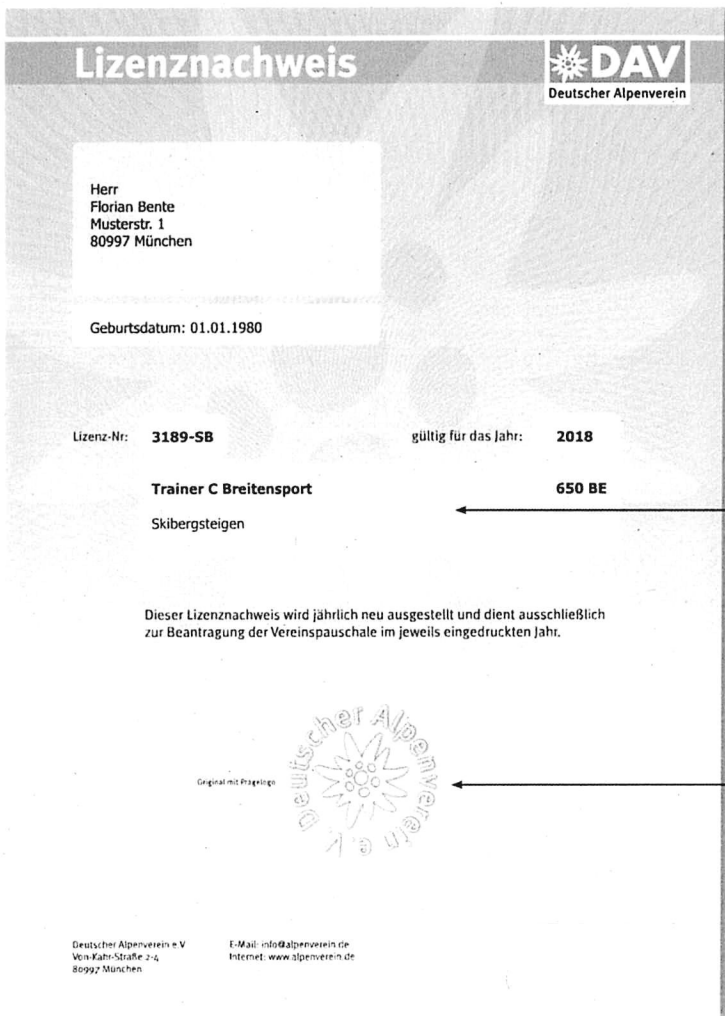 Lizenznachweis
DAV
Deutscher Alpenverein
Herr
Florian Bente
Musterstr. 1
80997 München
Geburtsdatum: 01.01.1980
Lizenz-Nr: 3189-SB gültig für das Jahr: 2018
Trainer C Breitensport 650 BE
Skibergsteigen
Dieser Lizenznachweis wird jährlich neu ausgestellt und dient ausschließlich
zur Beantragung der Vereinspauschale im jeweils eingedruckten Jahr.
Original mit Prägelogo
Deutscher Alpenverein e.V.
Deutscher Alpenverein e.V. E-Mail: info@alpenverein.de
Von-Kahr-Straße 2-4 Internet: www.alpenverein.de
80997 München